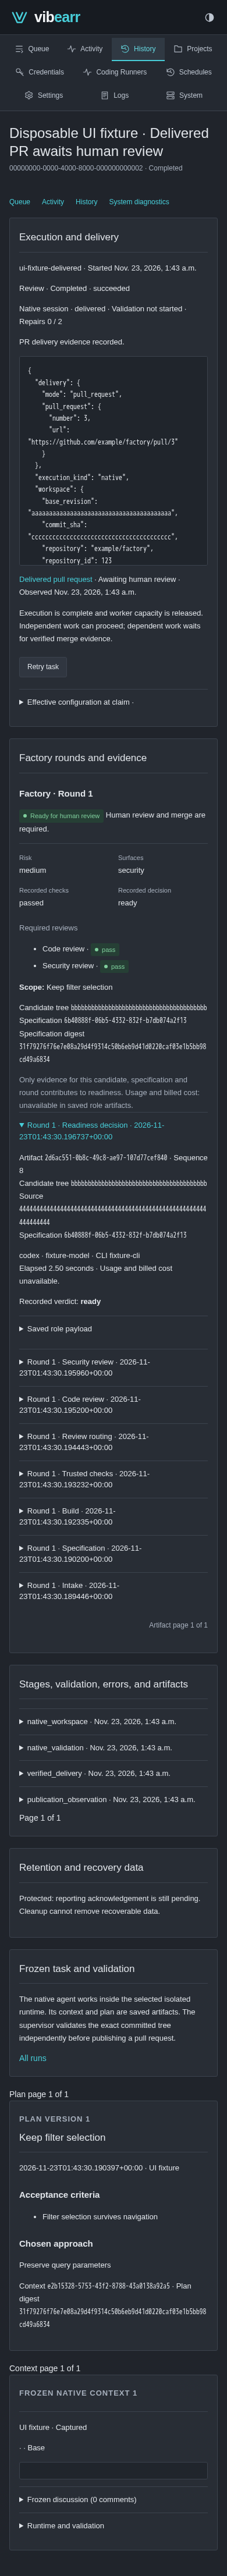 vibearr
Queue
Activity
History
Projects
Credentials
Coding Runners
Schedules
Settings
Logs
System
Disposable UI fixture · Delivered
PR awaits human review
00000000-0000-4000-8000-000000000002 · Completed
Queue Activity History System diagnostics
Execution and delivery
ui-fixture-delivered · Started Nov. 23, 2026, 1:43 a.m.
Review · Completed · succeeded
Native session · delivered · Validation not started ·
Repairs 0 / 2
PR delivery evidence recorded.
{
"delivery": {
"mode": "pull_request",
"pull_request": {
"number": 3,
"url":
"https://github.com/example/factory/pull/3"
}
},
"execution_kind": "native",
"workspace": {
"base_revision":
"aaaaaaaaaaaaaaaaaaaaaaaaaaaaaaaaaaaaaaaa",
"commit_sha":
"cccccccccccccccccccccccccccccccccccccccc",
"repository": "example/factory",
"repository_id": 123
Delivered pull request · Awaiting human review ·
Observed Nov. 23, 2026, 1:43 a.m.
Execution is complete and worker capacity is released.
Independent work can proceed; dependent work waits
for verified merge evidence.
Retry task
▶ Effective configuration at claim ·
Factory rounds and evidence
Factory · Round 1
Ready for human review Human review and merge are
required.
Risk
medium
Surfaces
security
Recorded checks
passed
Recorded decision
ready
Required reviews
• Code review · pass
• Security review · pass
Scope: Keep filter selection
Candidate tree bbbbbbbbbbbbbbbbbbbbbbbbbbbbbbbbbbbbbbbb
Specification 6b40888f-06b5-4332-832f-b7db074a2f13
Specification digest
31f79276f76e7e08a29d4f9314c50b6eb9d41d0220caf03e1b5bb98
cd49a6834
Only evidence for this candidate, specification and
round contributes to readiness. Usage and billed cost:
unavailable in saved role artifacts.
▼ Round 1 · Readiness decision · 2026-11-
23T01:43:30.196737+00:00
Artifact 2d6ac551-0b8c-49c8-ae97-107d77cef840 · Sequence
8
Candidate tree bbbbbbbbbbbbbbbbbbbbbbbbbbbbbbbbbbbbbbbb
Source
4444444444444444444444444444444444444444444444444444444
444444444
Specification 6b40888f-06b5-4332-832f-b7db074a2f13
codex · fixture-model · CLI fixture-cli
Elapsed 2.50 seconds · Usage and billed cost
unavailable.
Recorded verdict: ready
▶ Saved role payload
▶ Round 1 · Security review · 2026-11-
23T01:43:30.195960+00:00
▶ Round 1 · Code review · 2026-11-
23T01:43:30.195200+00:00
▶ Round 1 · Review routing · 2026-11-
23T01:43:30.194443+00:00
▶ Round 1 · Trusted checks · 2026-11-
23T01:43:30.193232+00:00
▶ Round 1 · Build · 2026-11-
23T01:43:30.192335+00:00
▶ Round 1 · Specification · 2026-11-
23T01:43:30.190200+00:00
▶ Round 1 · Intake · 2026-11-
23T01:43:30.189446+00:00
Artifact page 1 of 1
Stages, validation, errors, and artifacts
▶ native_workspace · Nov. 23, 2026, 1:43 a.m.
▶ native_validation · Nov. 23, 2026, 1:43 a.m.
▶ verified_delivery · Nov. 23, 2026, 1:43 a.m.
▶ publication_observation · Nov. 23, 2026, 1:43 a.m.
Page 1 of 1
Retention and recovery data
Protected: reporting acknowledgement is still pending.
Cleanup cannot remove recoverable data.
Frozen task and validation
The native agent works inside the selected isolated
runtime. Its context and plan are saved artifacts. The
supervisor validates the exact committed tree
independently before publishing a pull request.
All runs
Plan page 1 of 1
PLAN VERSION 1
Keep filter selection
2026-11-23T01:43:30.190397+00:00 · UI fixture
Acceptance criteria
• Filter selection survives navigation
Chosen approach
Preserve query parameters
Context e2b15328-5753-43f2-8788-43a0138a92a5 · Plan
digest
31f79276f76e7e08a29d4f9314c50b6eb9d41d0220caf03e1b5bb98
cd49a6834
Context page 1 of 1
FROZEN NATIVE CONTEXT 1
UI fixture · Captured
· · Base
▶ Frozen discussion (0 comments)
▶ Runtime and validation